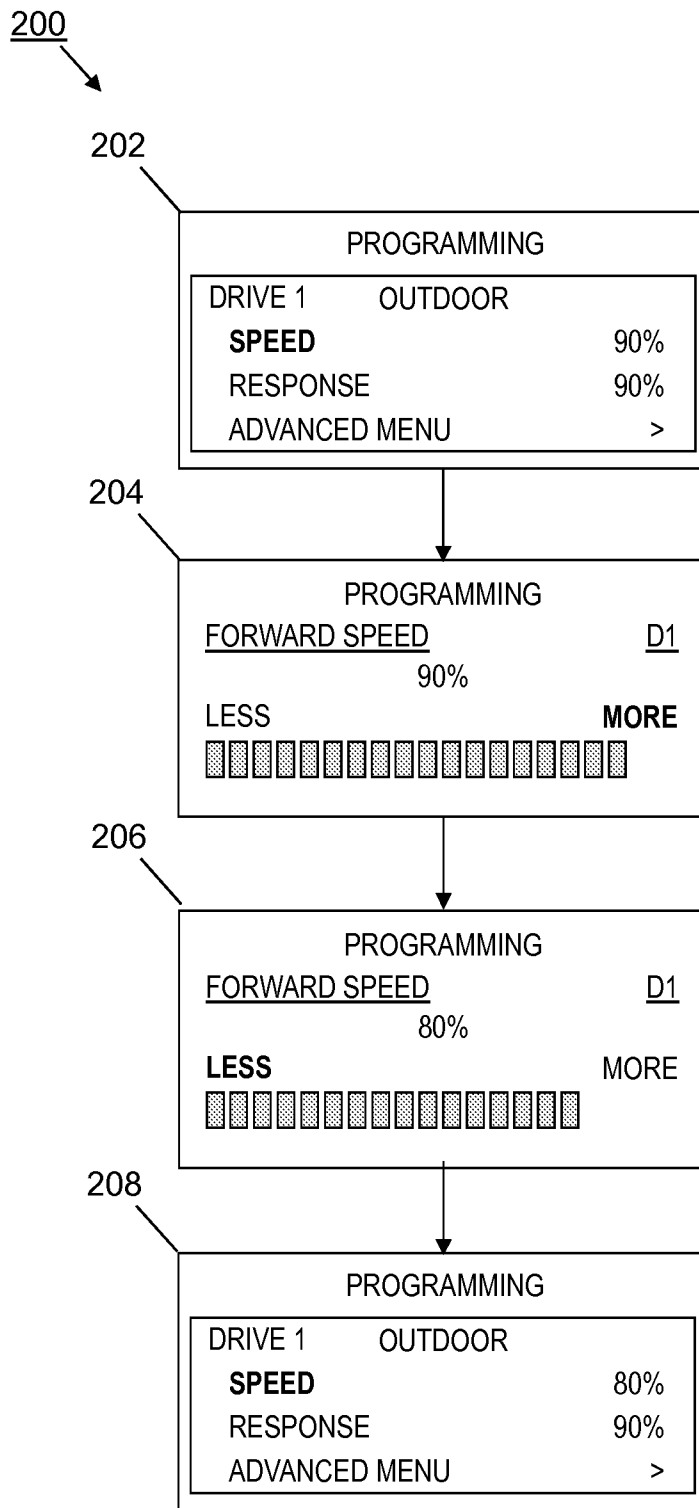 200
202
PROGRAMMING
DRIVE 1 OUTDOOR
SPEED 90%
RESPONSE 90%
ADVANCED MENU >
204
PROGRAMMING
FORWARD SPEED D1
90%
LESS MORE
206
PROGRAMMING
FORWARD SPEED D1
80%
LESS MORE
208
PROGRAMMING
DRIVE 1 OUTDOOR
SPEED 80%
RESPONSE 90%
ADVANCED MENU >